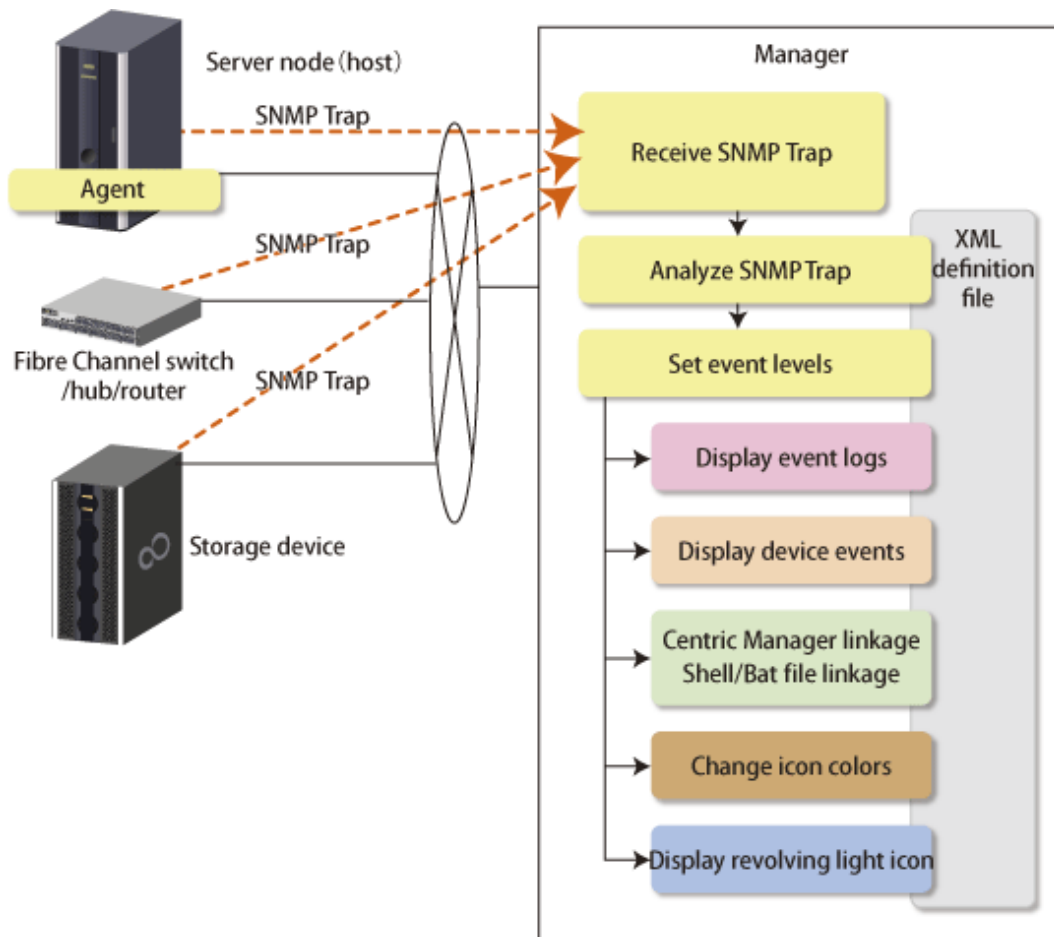 Server node (host)
SNMP Trap
Agent
SNMP Trap
Fibre Channel switch
/hub/router
SNMP Trap
Storage device
Manager
Receive SNMP Trap
XML
definition
file
Analyze SNMP Trap
Set event levels
Display event logs
Display device events
Centric Manager linkage
Shell/Bat file linkage
Change icon colors
Display revolving light icon